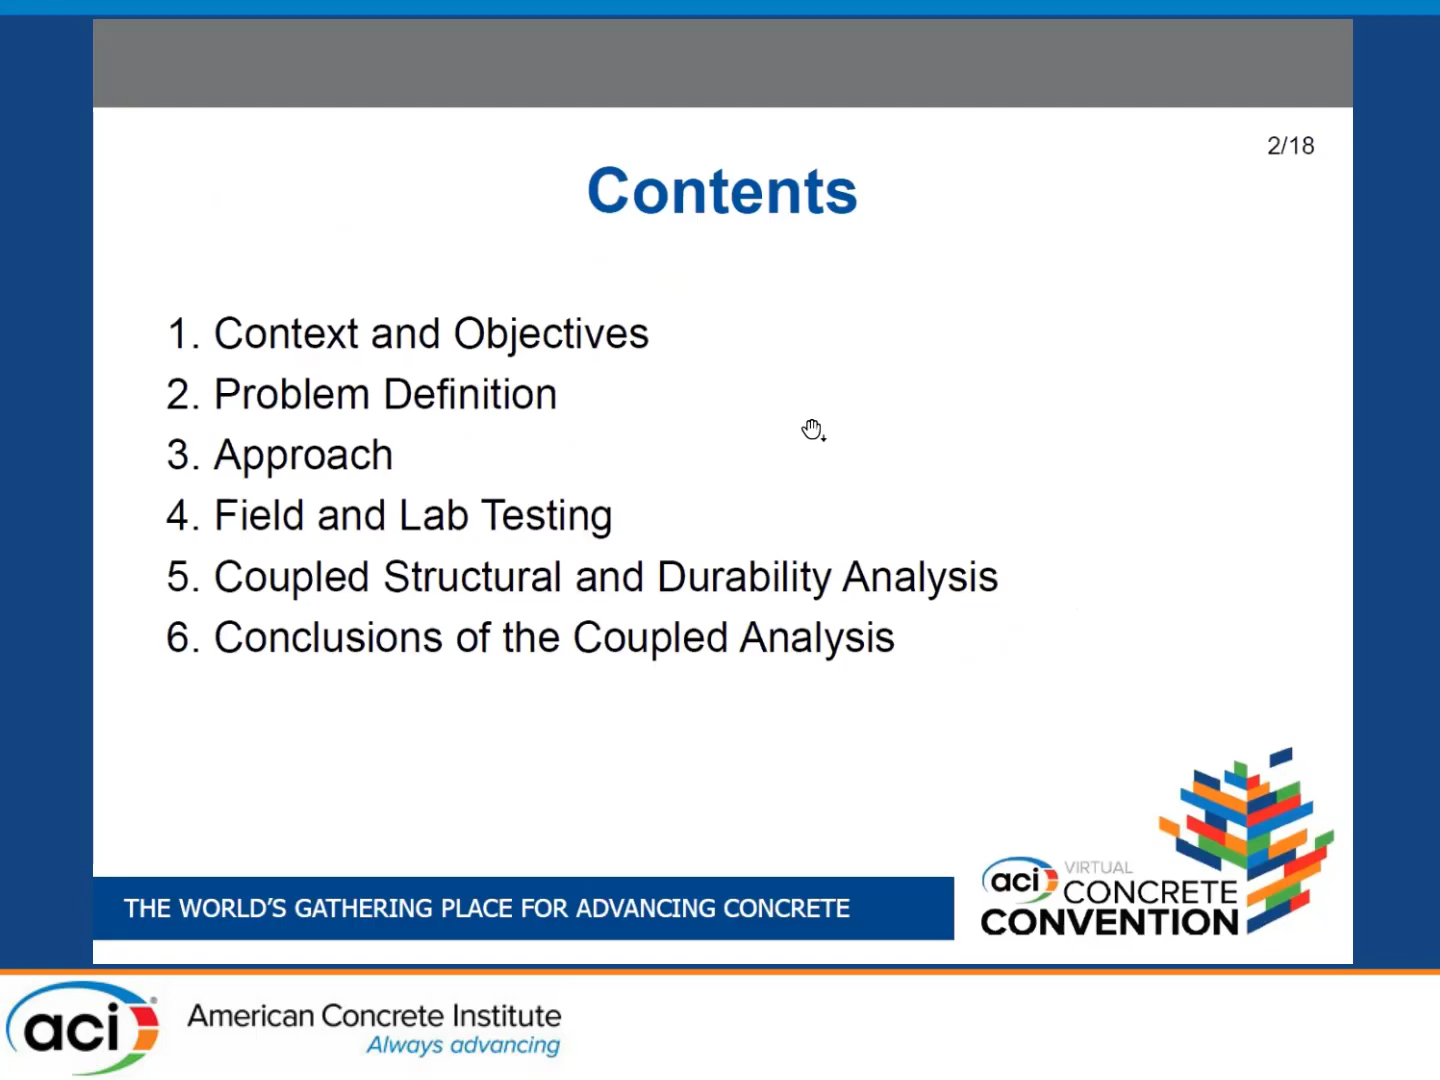 2/18
Contents
1. Context and Objectives
2. Problem Definition
3. Approach
4. Field and Lab Testing
5. Coupled Structural and Durability Analysis
6. Conclusions of the Coupled Analysis
THE WORLD'S GATHERING PLACE FOR ADVANCING CONCRETE
aci VIRTUAL
CONCRETE
CONVENTION
aci® American Concrete Institute
Always advancing